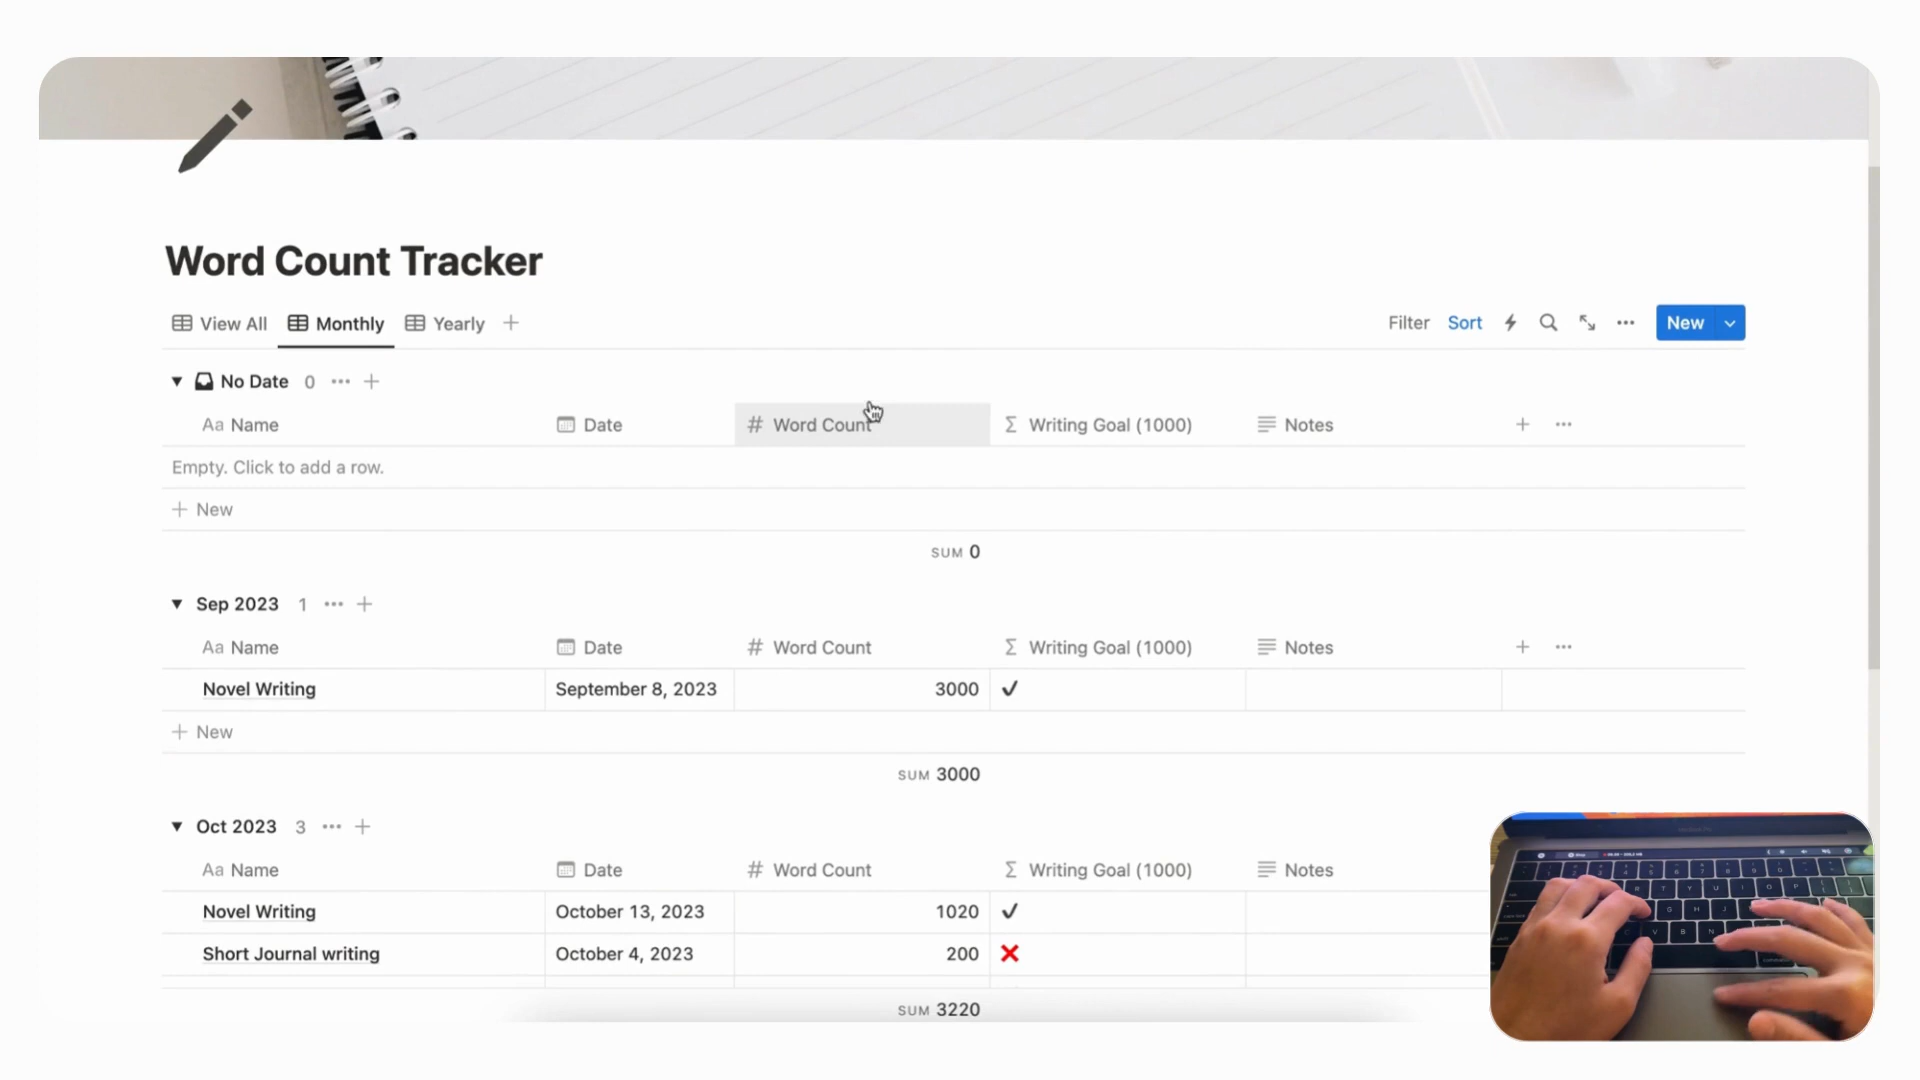 Word Count Tracker
View All Monthly Yearly
Filter Sort New
No Date 0
Aa Name Date # Word Count Σ Writing Goal (1000) Notes
Empty. Click to add a row.
+ New
SUM 0
Sep 2023 1
Aa Name Date # Word Count Σ Writing Goal (1000) Notes
Novel Writing September 8, 2023 3000 ✓
+ New
SUM 3000
Oct 2023 3
Aa Name Date # Word Count Σ Writing Goal (1000) Notes
Novel Writing October 13, 2023 1020 ✓
Short Journal writing October 4, 2023 200 ❌
SUM 3220